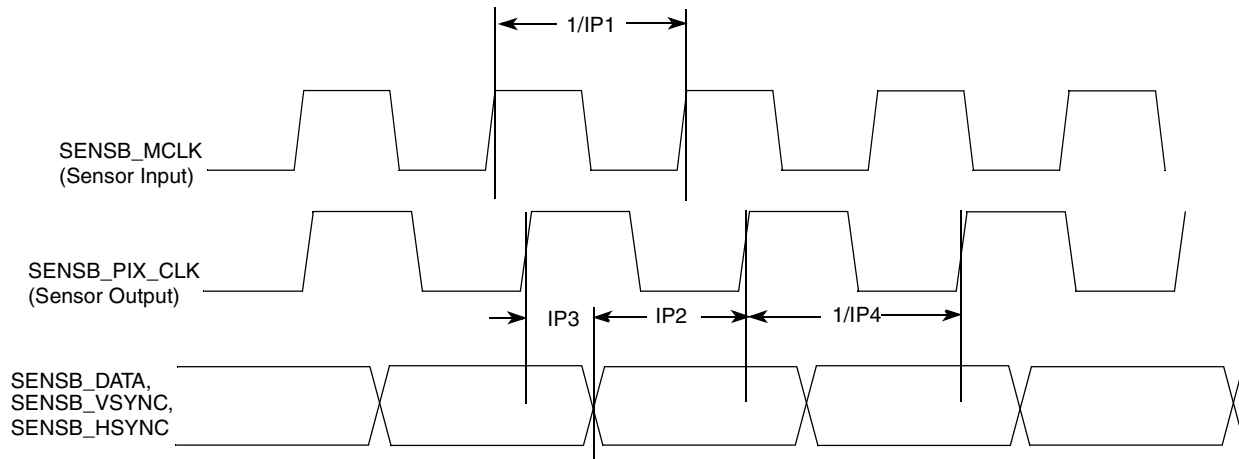 1/IP1
SENSB_MCLK
(Sensor Input)
SENSB_PIX_CLK
(Sensor Output)
IP3
IP2
1/IP4
SENSB_DATA,
SENSB_VSYNC,
SENSB_HSYNC